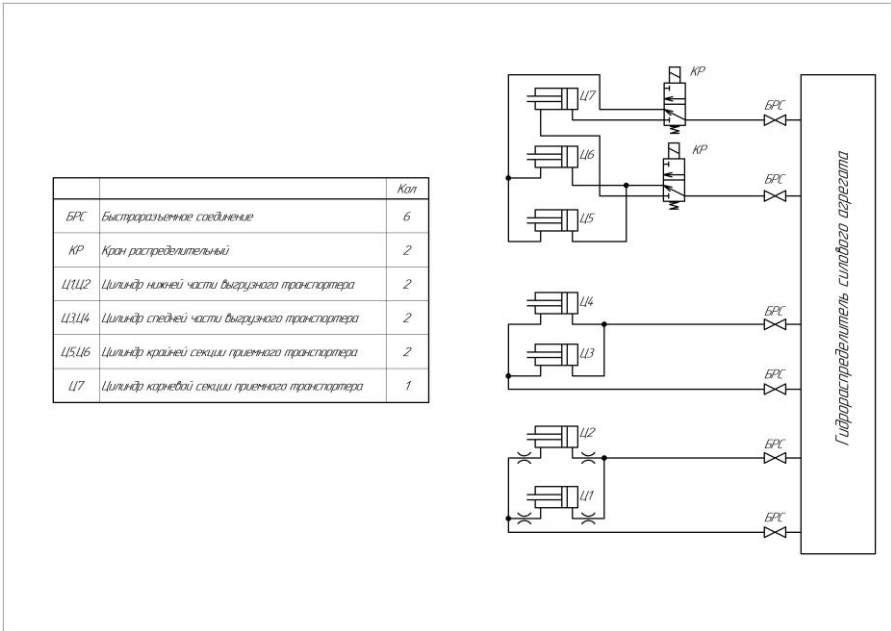 Кол
БРС Быстроразъемное соединение 6
КР Кран распределительный 2
Ц1,Ц2 Цилиндр нижней части выгрузного транспортера 2
Ц3,Ц4 Цилиндр спедней части выгрузного транспортера 2
Ц5,Ц6 Цилиндр крайней секции приемного транспортера 2
Ц7 Цилиндр корневой секции приемного транспортера 1
КР
Ц7
БРС
КР
Ц6
БРС
Ц5
Ц4
БРС
Ц3
БРС
Ц2
БРС
Ц1
БРС
Гидрораспределитель силового агрегата